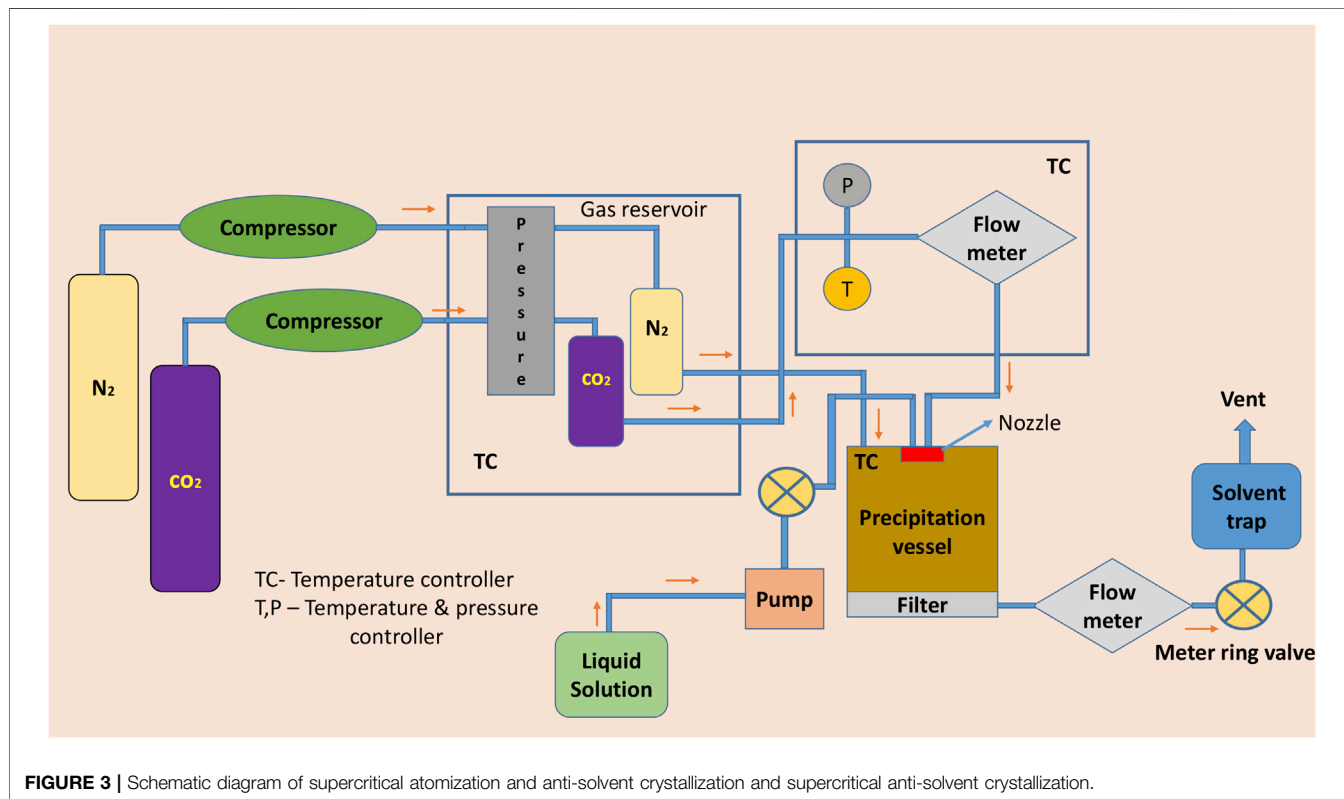 TC
P
Flow
meter
T
Gas reservoir
Compressor
Compressor
Pressure
N2
CO2
TC
N2
CO2
Nozzle
TC
Precipitation
vessel
Filter
Vent
Solvent
trap
TC- Temperature controller
T,P – Temperature & pressure
controller
Pump
Flow
meter
Meter ring valve
Liquid
Solution
FIGURE 3 | Schematic diagram of supercritical atomization and anti-solvent crystallization and supercritical anti-solvent crystallization.